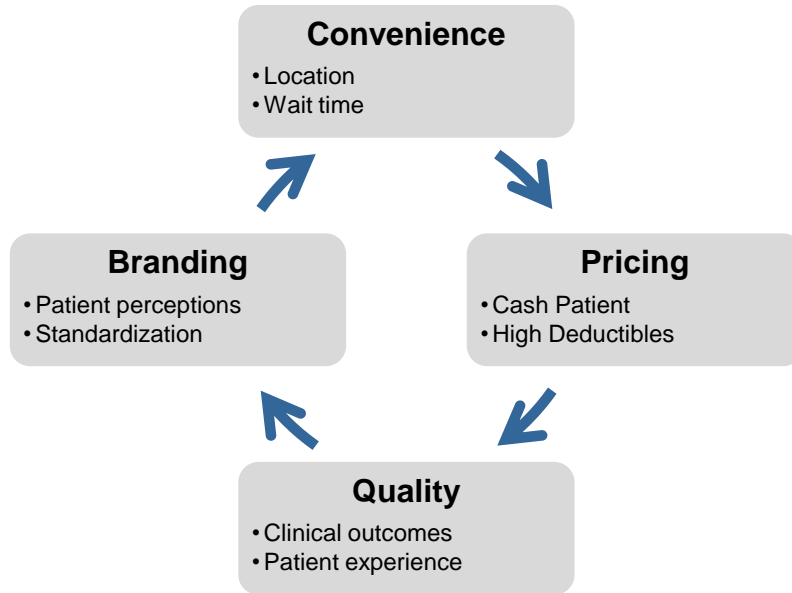 Convenience
• Location
• Wait time
Branding
• Patient perceptions
• Standardization
Pricing
• Cash Patient
• High Deductibles
Quality
• Clinical outcomes
• Patient experience